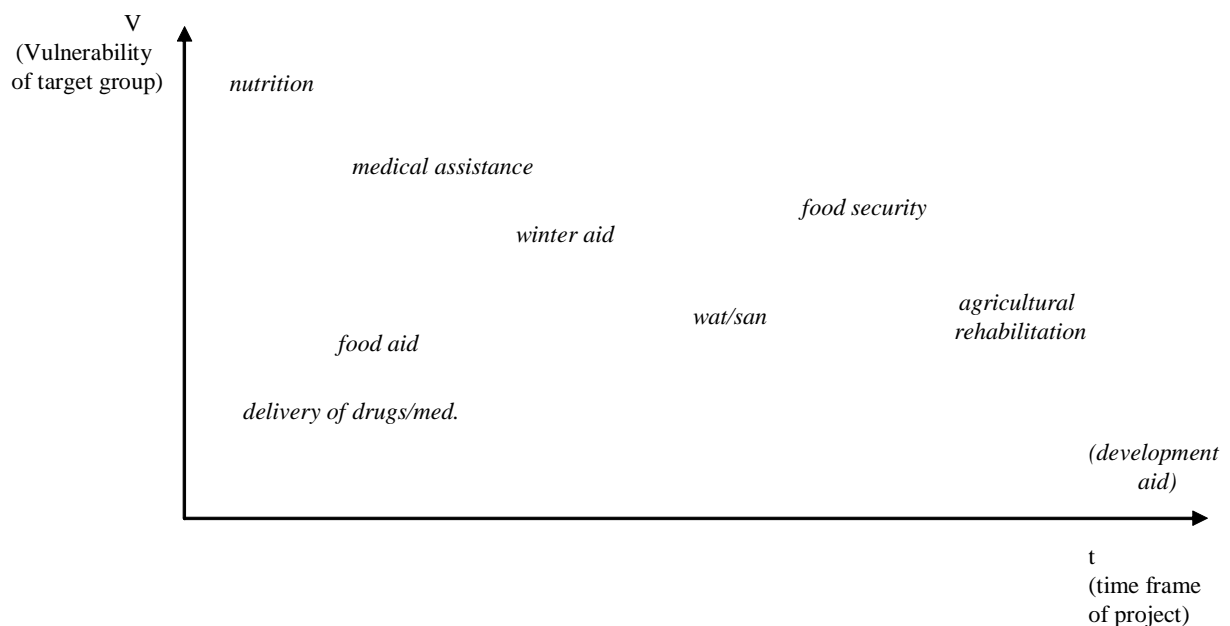 V
(Vulnerability
of target group)
nutrition
medical assistance
food security
winter aid
agricultural
rehabilitation
wat/san
food aid
delivery of drugs/med.
(development
aid)
t
(time frame
of project)